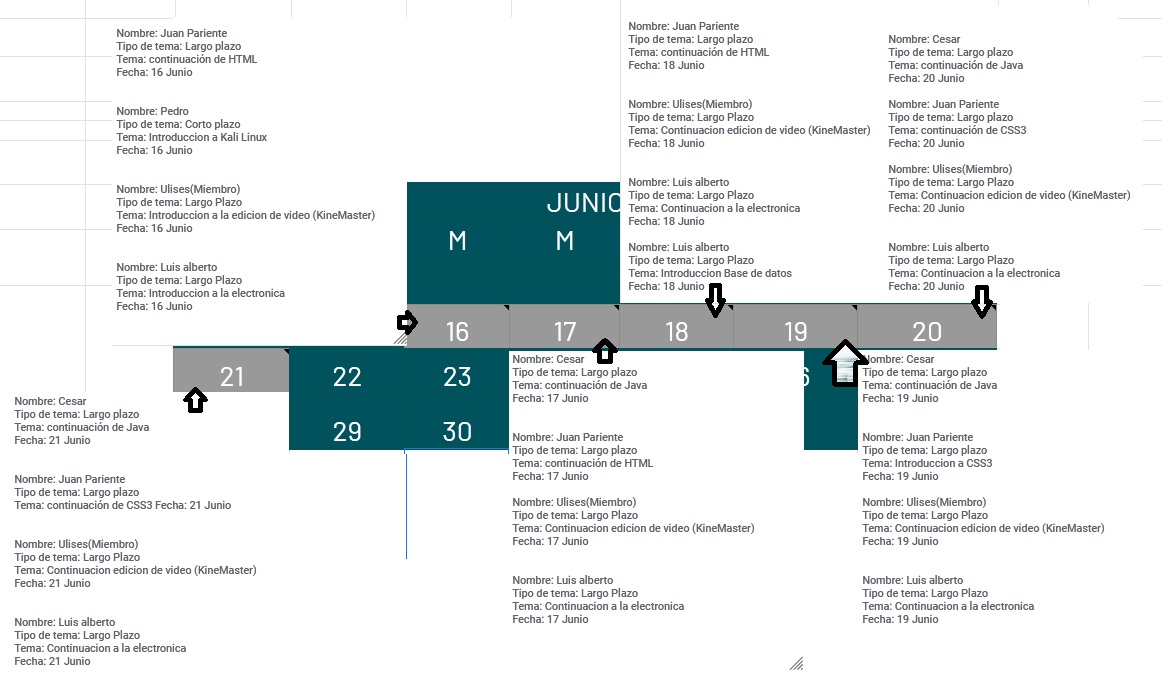 Nombre: Juan Pariente
Tipo de tema: Largo plazo
Tema: continuación de HTML
Fecha: 16 Junio
Nombre: Pedro
Tipo de tema: Corto plazo
Tema: Introduccion a Kali Linux
Fecha: 16 Junio
Nombre: Ulises(Miembro)
Tipo de tema: Largo Plazo
Tema: Introduccion a la edicion de video (KineMaster)
Fecha: 16 Junio
Nombre: Luis alberto
Tipo de tema: Largo Plazo
Tema: Introduccion a la electronica
Fecha: 16 Junio
Nombre: Juan Pariente
Tipo de tema: Largo plazo
Tema: continuación de HTML
Fecha: 18 Junio
Nombre: Ulises(Miembro)
Tipo de tema: Largo Plazo
Tema: Continuacion edicion de video (KineMaster)
Fecha: 18 Junio
Nombre: Luis alberto
Tipo de tema: Largo Plazo
Tema: Continuacion a la electronica
Fecha: 18 Junio
Nombre: Luis alberto
Tipo de tema: Largo Plazo
Tema: Introduccion Base de datos
Fecha: 18 Junio
Nombre: Cesar
Tipo de tema: Largo plazo
Tema: continuación de Java
Fecha: 20 Junio
Nombre: Juan Pariente
Tipo de tema: Largo plazo
Tema: continuación de CSS3
Fecha: 20 Junio
Nombre: Ulises(Miembro)
Tipo de tema: Largo Plazo
Tema: Continuacion edicion de video (KineMaster)
Fecha: 20 Junio
Nombre: Luis alberto
Tipo de tema: Largo Plazo
Tema: Continuacion a la electronica
Fecha: 20 Junio
JUNIO
M M
16 17 18 19 20
21 22 23 6
29 30
Nombre: Cesar
Tipo de tema: Largo plazo
Tema: continuación de Java
Fecha: 21 Junio
Nombre: Juan Pariente
Tipo de tema: Largo plazo
Tema: continuación de CSS3 Fecha: 21 Junio
Nombre: Ulises(Miembro)
Tipo de tema: Largo Plazo
Tema: Continuacion edicion de video (KineMaster)
Fecha: 21 Junio
Nombre: Luis alberto
Tipo de tema: Largo Plazo
Tema: Continuacion a la electronica
Fecha: 21 Junio
Nombre: Cesar
Tipo de tema: Largo plazo
Tema: continuación de Java
Fecha: 17 Junio
Nombre: Juan Pariente
Tipo de tema: Largo plazo
Tema: continuación de HTML
Fecha: 17 Junio
Nombre: Ulises(Miembro)
Tipo de tema: Largo Plazo
Tema: Continuacion edicion de video (KineMaster)
Fecha: 17 Junio
Nombre: Luis alberto
Tipo de tema: Largo Plazo
Tema: Continuacion a la electronica
Fecha: 17 Junio
Nombre: Cesar
Tipo de tema: Largo plazo
Tema: continuación de Java
Fecha: 19 Junio
Nombre: Juan Pariente
Tipo de tema: Largo plazo
Tema: Introduccion a CSS3
Fecha: 19 Junio
Nombre: Ulises(Miembro)
Tipo de tema: Largo Plazo
Tema: Continuacion edicion de video (KineMaster)
Fecha: 19 Junio
Nombre: Luis alberto
Tipo de tema: Largo Plazo
Tema: Continuacion a la electronica
Fecha: 19 Junio